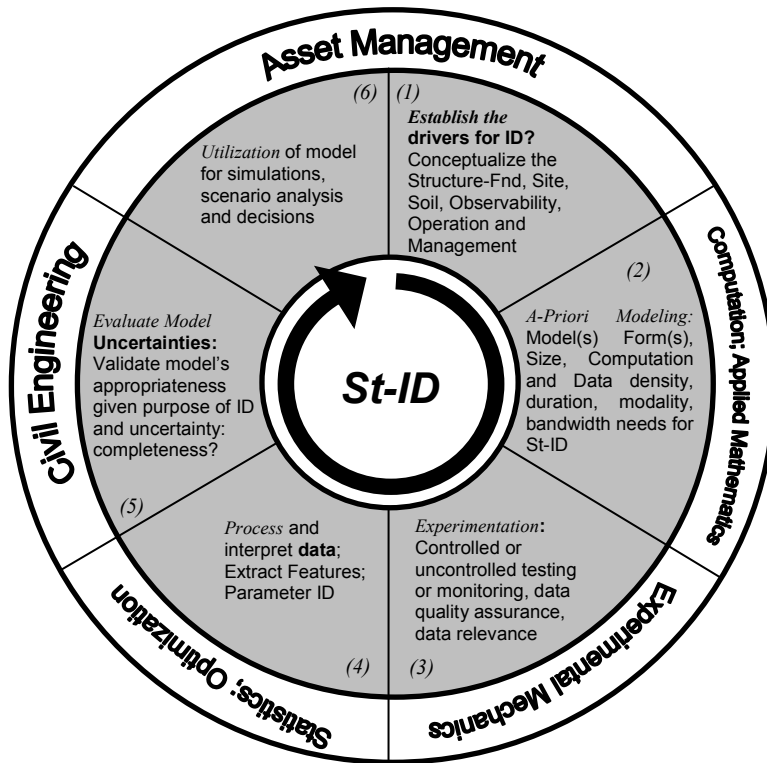 Asset Management
(1)
Establish the
drivers for ID?
Conceptualize the
Structure-Fnd, Site,
Soil, Observability,
Operation and
Management
Computation; Applied Mathematics
(2)
A-Priori Modeling:
Model(s) Form(s),
Size, Computation
and Data density,
duration, modality,
bandwidth needs for
St-ID
Experimental Mechanics
Experimentation:
Controlled or
uncontrolled testing
or monitoring, data
quality assurance,
data relevance
(3)
Statistics; Optimization
Process and
interpret data;
Extract Features;
Parameter ID
(4)
Civil Engineering
Evaluate Model
Uncertainties:
Validate model's
appropriateness
given purpose of ID
and uncertainty:
completeness?
(5)
(6)
Utilization of model
for simulations,
scenario analysis
and decisions
St-ID